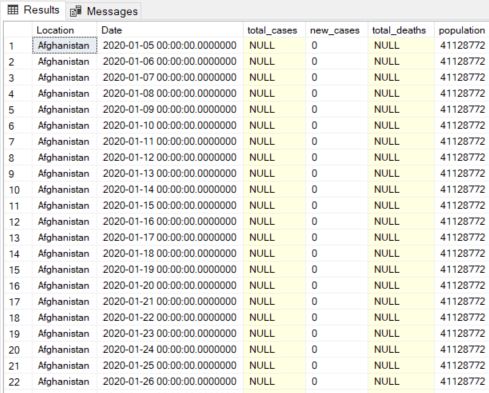 Results Messages
Location Date total_cases new_cases total_deaths population
1 Afghanistan 2020-01-05 00:00:00.0000000 NULL 0 NULL 41128772
2 Afghanistan 2020-01-06 00:00:00.0000000 NULL 0 NULL 41128772
3 Afghanistan 2020-01-07 00:00:00.0000000 NULL 0 NULL 41128772
4 Afghanistan 2020-01-08 00:00:00.0000000 NULL 0 NULL 41128772
5 Afghanistan 2020-01-09 00:00:00.0000000 NULL 0 NULL 41128772
6 Afghanistan 2020-01-10 00:00:00.0000000 NULL 0 NULL 41128772
7 Afghanistan 2020-01-11 00:00:00.0000000 NULL 0 NULL 41128772
8 Afghanistan 2020-01-12 00:00:00.0000000 NULL 0 NULL 41128772
9 Afghanistan 2020-01-13 00:00:00.0000000 NULL 0 NULL 41128772
10 Afghanistan 2020-01-14 00:00:00.0000000 NULL 0 NULL 41128772
11 Afghanistan 2020-01-15 00:00:00.0000000 NULL 0 NULL 41128772
12 Afghanistan 2020-01-16 00:00:00.0000000 NULL 0 NULL 41128772
13 Afghanistan 2020-01-17 00:00:00.0000000 NULL 0 NULL 41128772
14 Afghanistan 2020-01-18 00:00:00.0000000 NULL 0 NULL 41128772
15 Afghanistan 2020-01-19 00:00:00.0000000 NULL 0 NULL 41128772
16 Afghanistan 2020-01-20 00:00:00.0000000 NULL 0 NULL 41128772
17 Afghanistan 2020-01-21 00:00:00.0000000 NULL 0 NULL 41128772
18 Afghanistan 2020-01-22 00:00:00.0000000 NULL 0 NULL 41128772
19 Afghanistan 2020-01-23 00:00:00.0000000 NULL 0 NULL 41128772
20 Afghanistan 2020-01-24 00:00:00.0000000 NULL 0 NULL 41128772
21 Afghanistan 2020-01-25 00:00:00.0000000 NULL 0 NULL 41128772
22 Afghanistan 2020-01-26 00:00:00.0000000 NULL 0 NULL 41128772